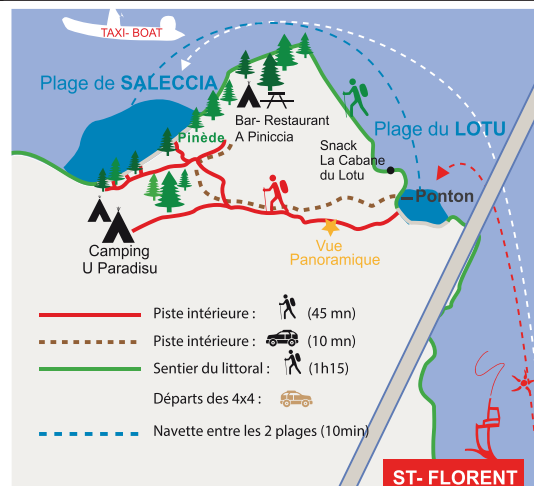 TAXI- BOAT
Plage de SALECCIA
Bar- Restaurant
A Piniccia
Pinède
Plage du LOTU
Snack
La Cabane
du Lotu
Ponton
Vue
Panoramique
Camping
U Paradisu
Piste intérieure : (45 mn)
Piste intérieure : (10 mn)
Sentier du littoral : (1h15)
Départs des 4x4 :
Navette entre les 2 plages (10min)
ST- FLORENT